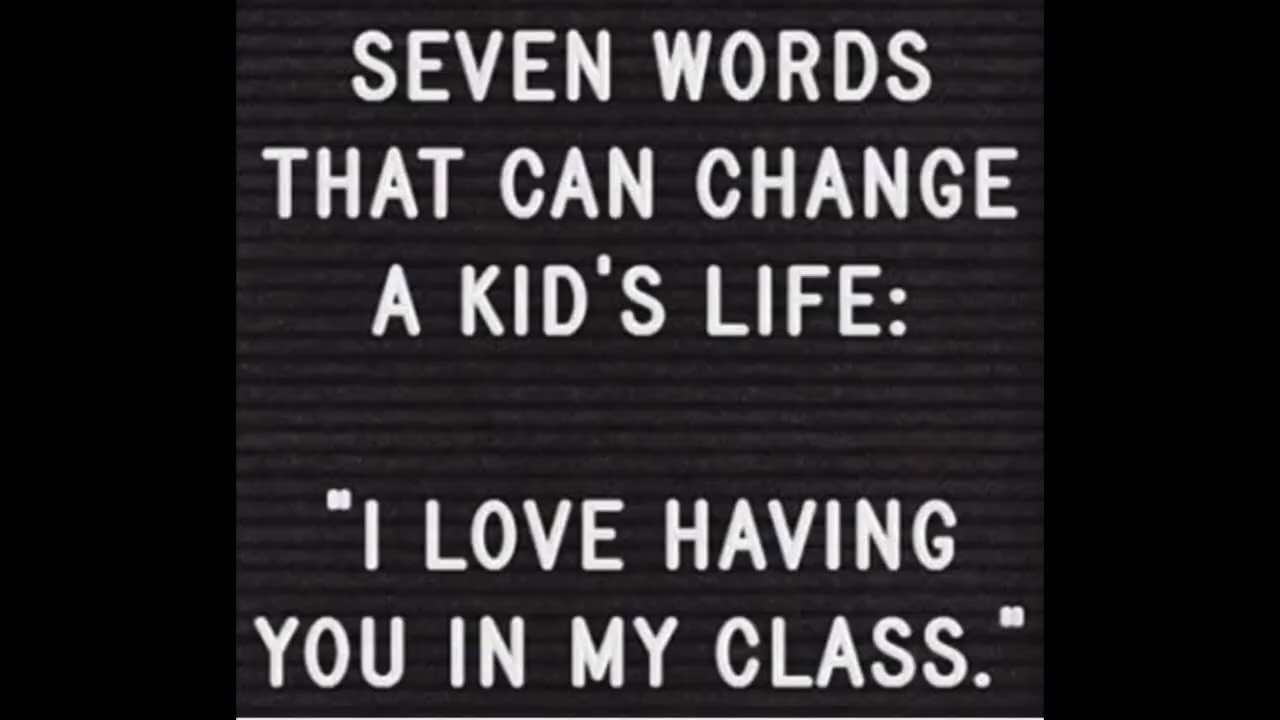 SEVEN WORDS
THAT CAN CHANGE
A KID'S LIFE:
"I LOVE HAVING
YOU IN MY CLASS."